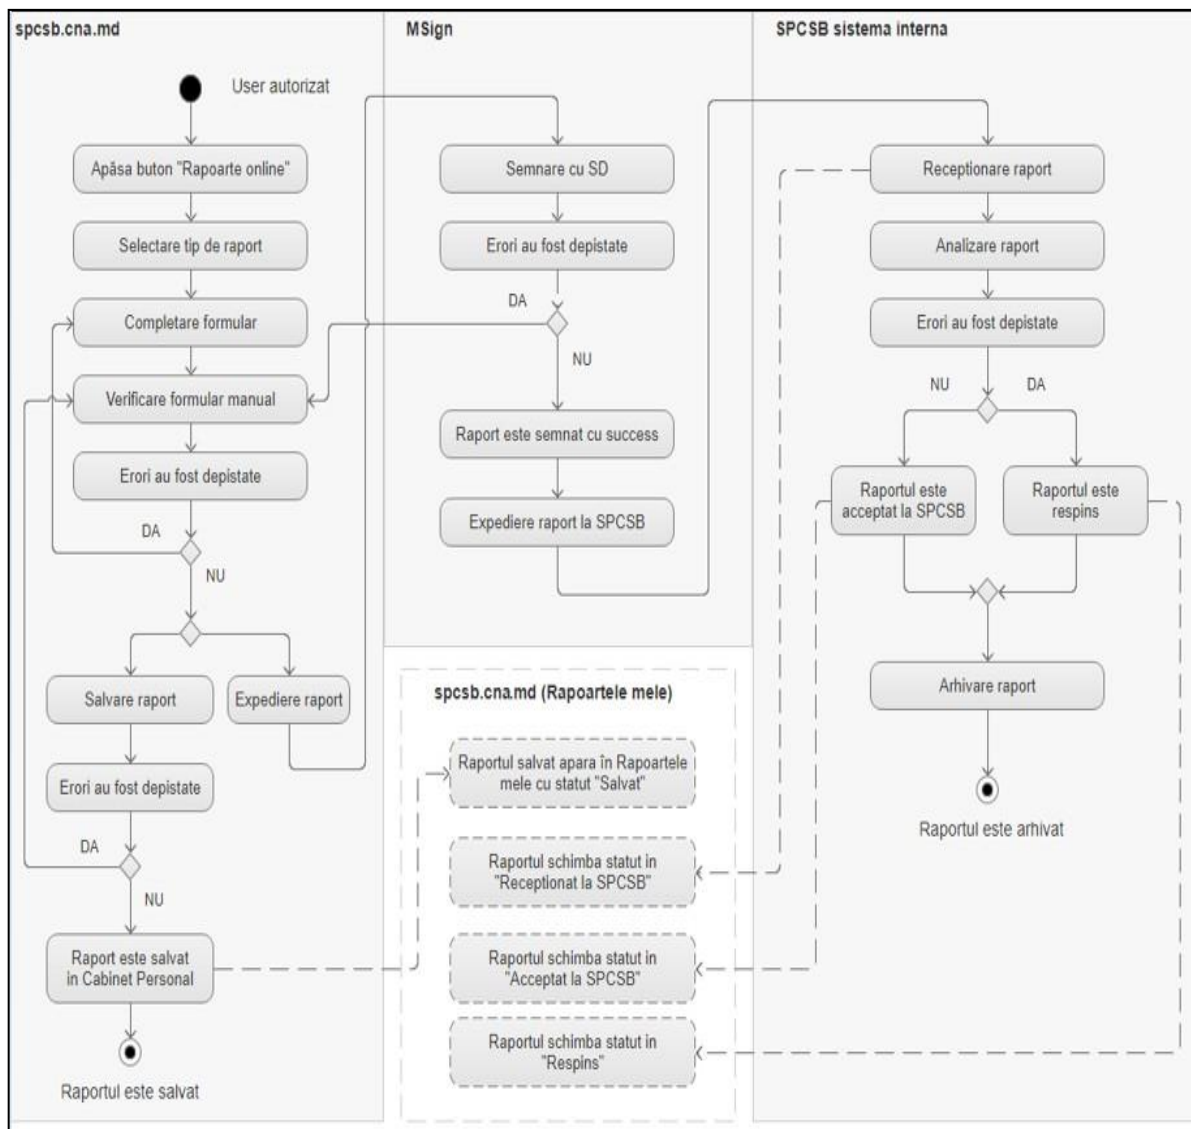 spcsb.cna.md
User autorizat
Apăsa buton "Rapoarte online"
Selectare tip de raport
Completare formular
Verificare formular manual
Erori au fost depistate
DA
NU
Salvare raport
Expediere raport
Erori au fost depistate
DA
NU
Raport este salvat
in Cabinet Personal
Raportul este salvat
MSign
Semnare cu SD
Erori au fost depistate
DA
NU
Raport este semnat cu success
Expediere raport la SPCSB
spcsb.cna.md (Rapoartele mele)
Raportul salvat apara în Rapoartele
mele cu statut "Salvat"
Raportul schimba statut in
"Receptionat la SPCSB"
Raportul schimba statut in
"Acceptat la SPCSB"
Raportul schimba statut in
"Respins"
SPCSB sistema interna
Receptionare raport
Analizare raport
Erori au fost depistate
NU
DA
Raportul este
acceptat la SPCSB
Raportul este
respins
Arhivare raport
Raportul este arhivat